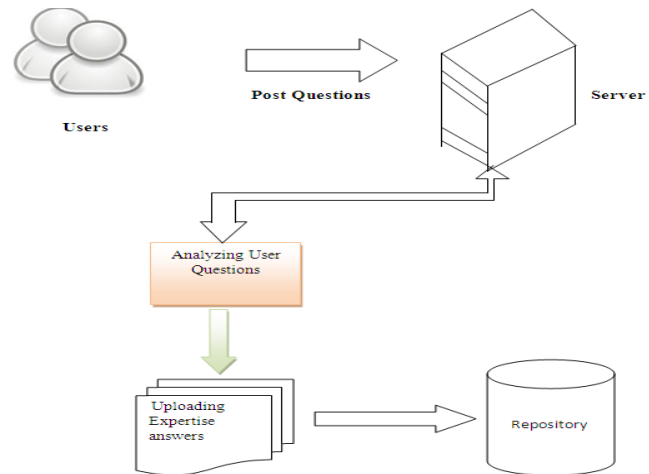 Post Questions
Server
Users
Analyzing User
Questions
Uploading
Expertise
answers
Repository